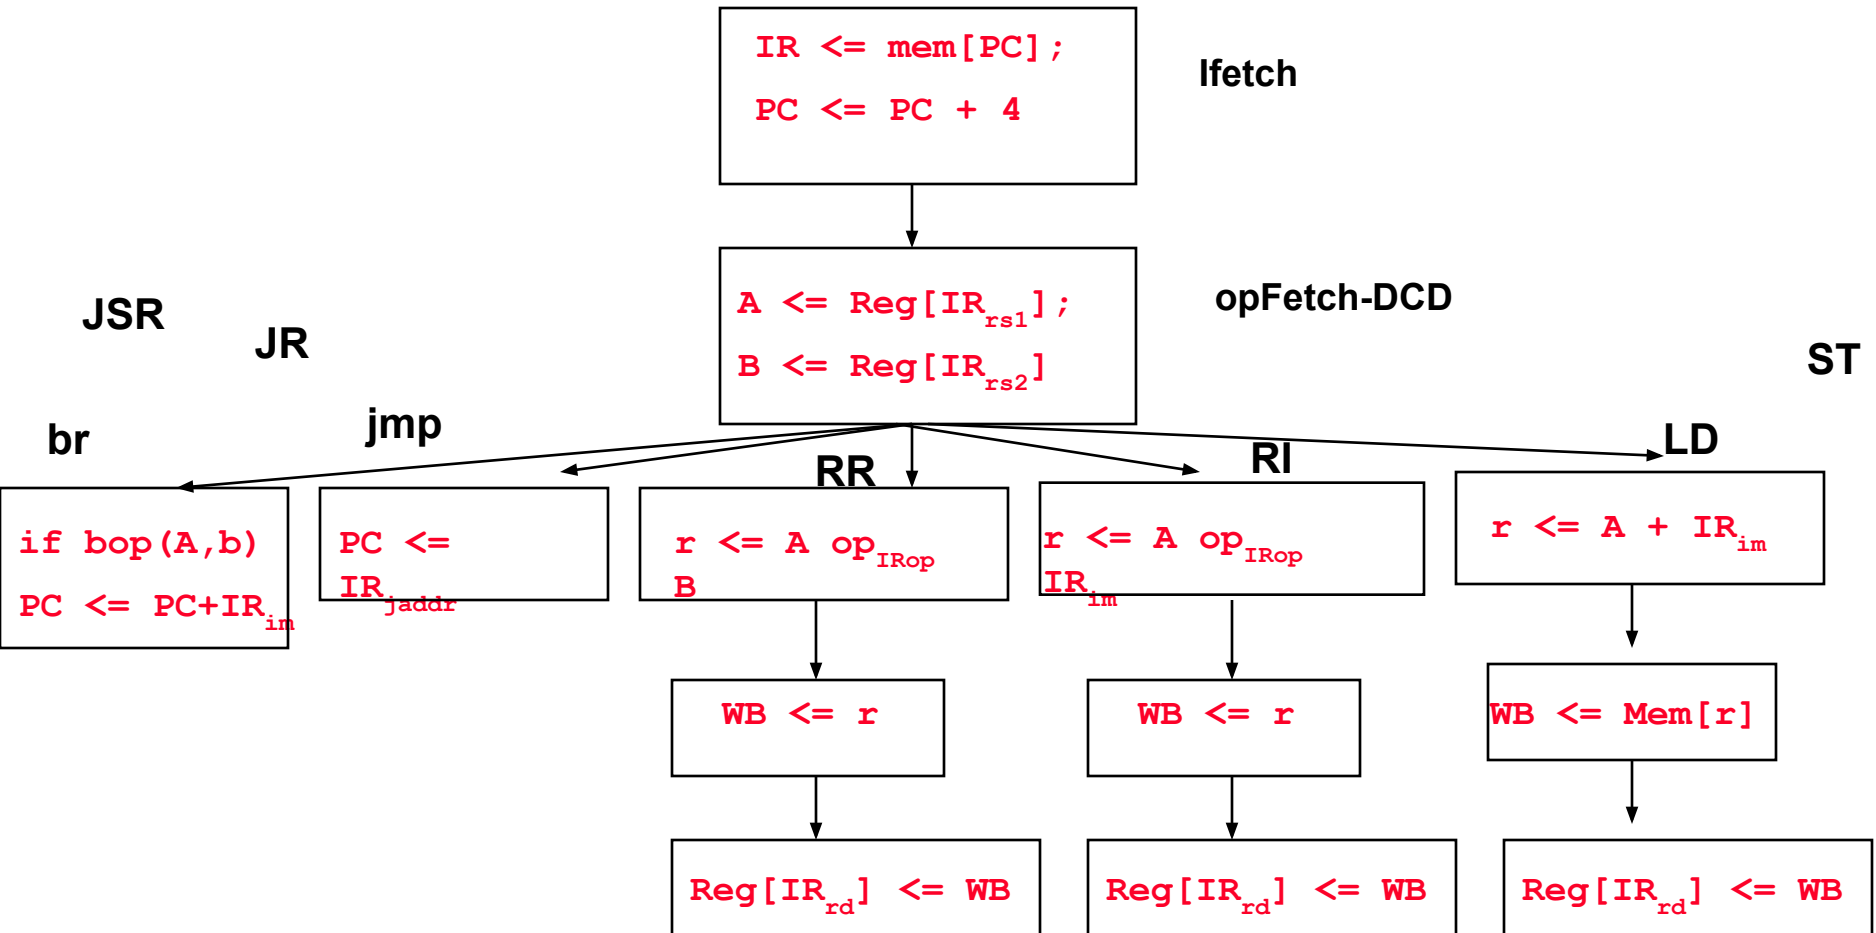 IR <= mem[PC];
PC <= PC + 4
Ifetch
A <= Reg[IRrs1];
B <= Reg[IRrs2]
opFetch-DCD
JSR
JR
ST
br
jmp
RR
RI
LD
if bop(A,b)
PC <= PC+IRim
PC <=
IRjaddr
r <= A opIRop
B
r <= A opIRop
IRim
r <= A + IRim
WB <= r
WB <= r
WB <= Mem[r]
Reg[IRrd] <= WB
Reg[IRrd] <= WB
Reg[IRrd] <= WB